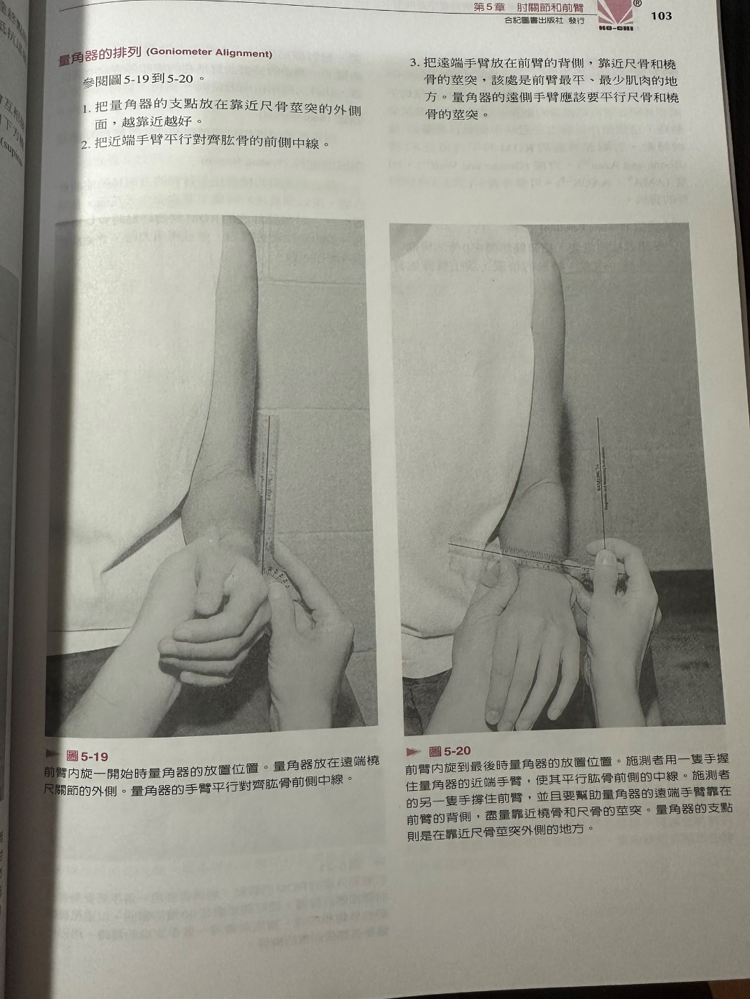 第5章 肘關節和前臂
合記圖書出版社 發行
HO-CHI
®
103
量角器的排列 (Goniometer Alignment)
參閱圖5-19到5-20。
1. 把量角器的支點放在靠近尺骨莖突的外側
面，越靠近越好。
2. 把近端手臂平行對齊肱骨的前側中線。
3. 把遠端手臂放在前臂的背側，靠近尺骨和橈
骨的莖突，該處是前臂最平、最少肌肉的地
方。量角器的遠側手臂應該要平行尺骨和橈
骨的莖突。
圖5-19
前臂內旋一開始時量角器的放置位置。量角器放在遠端橈
尺關節的外側。量角器的手臂平行對齊肱骨前側中線。
圖5-20
前臂內旋到最後時量角器的放置位置。施測者用一隻手握
住量角器的近端手臂，使其平行肱骨前側的中線。施測者
的另一隻手撐住前臂，並且要幫助量角器的遠端手臂靠在
前臂的背側，盡量靠近橈骨和尺骨的莖突。量角器的支點
則是在靠近尺骨莖突外側的地方。